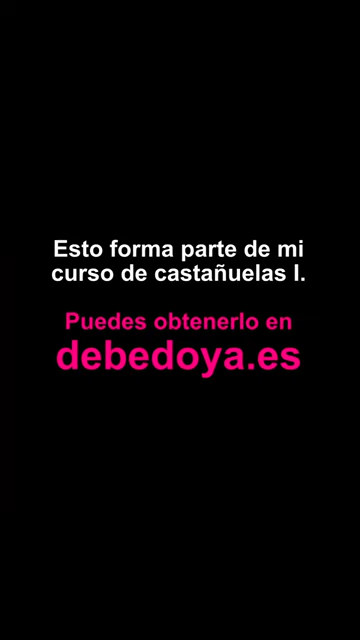 Esto forma parte de mi
curso de castañuelas I.
Puedes obtenerlo en
debedoya.es